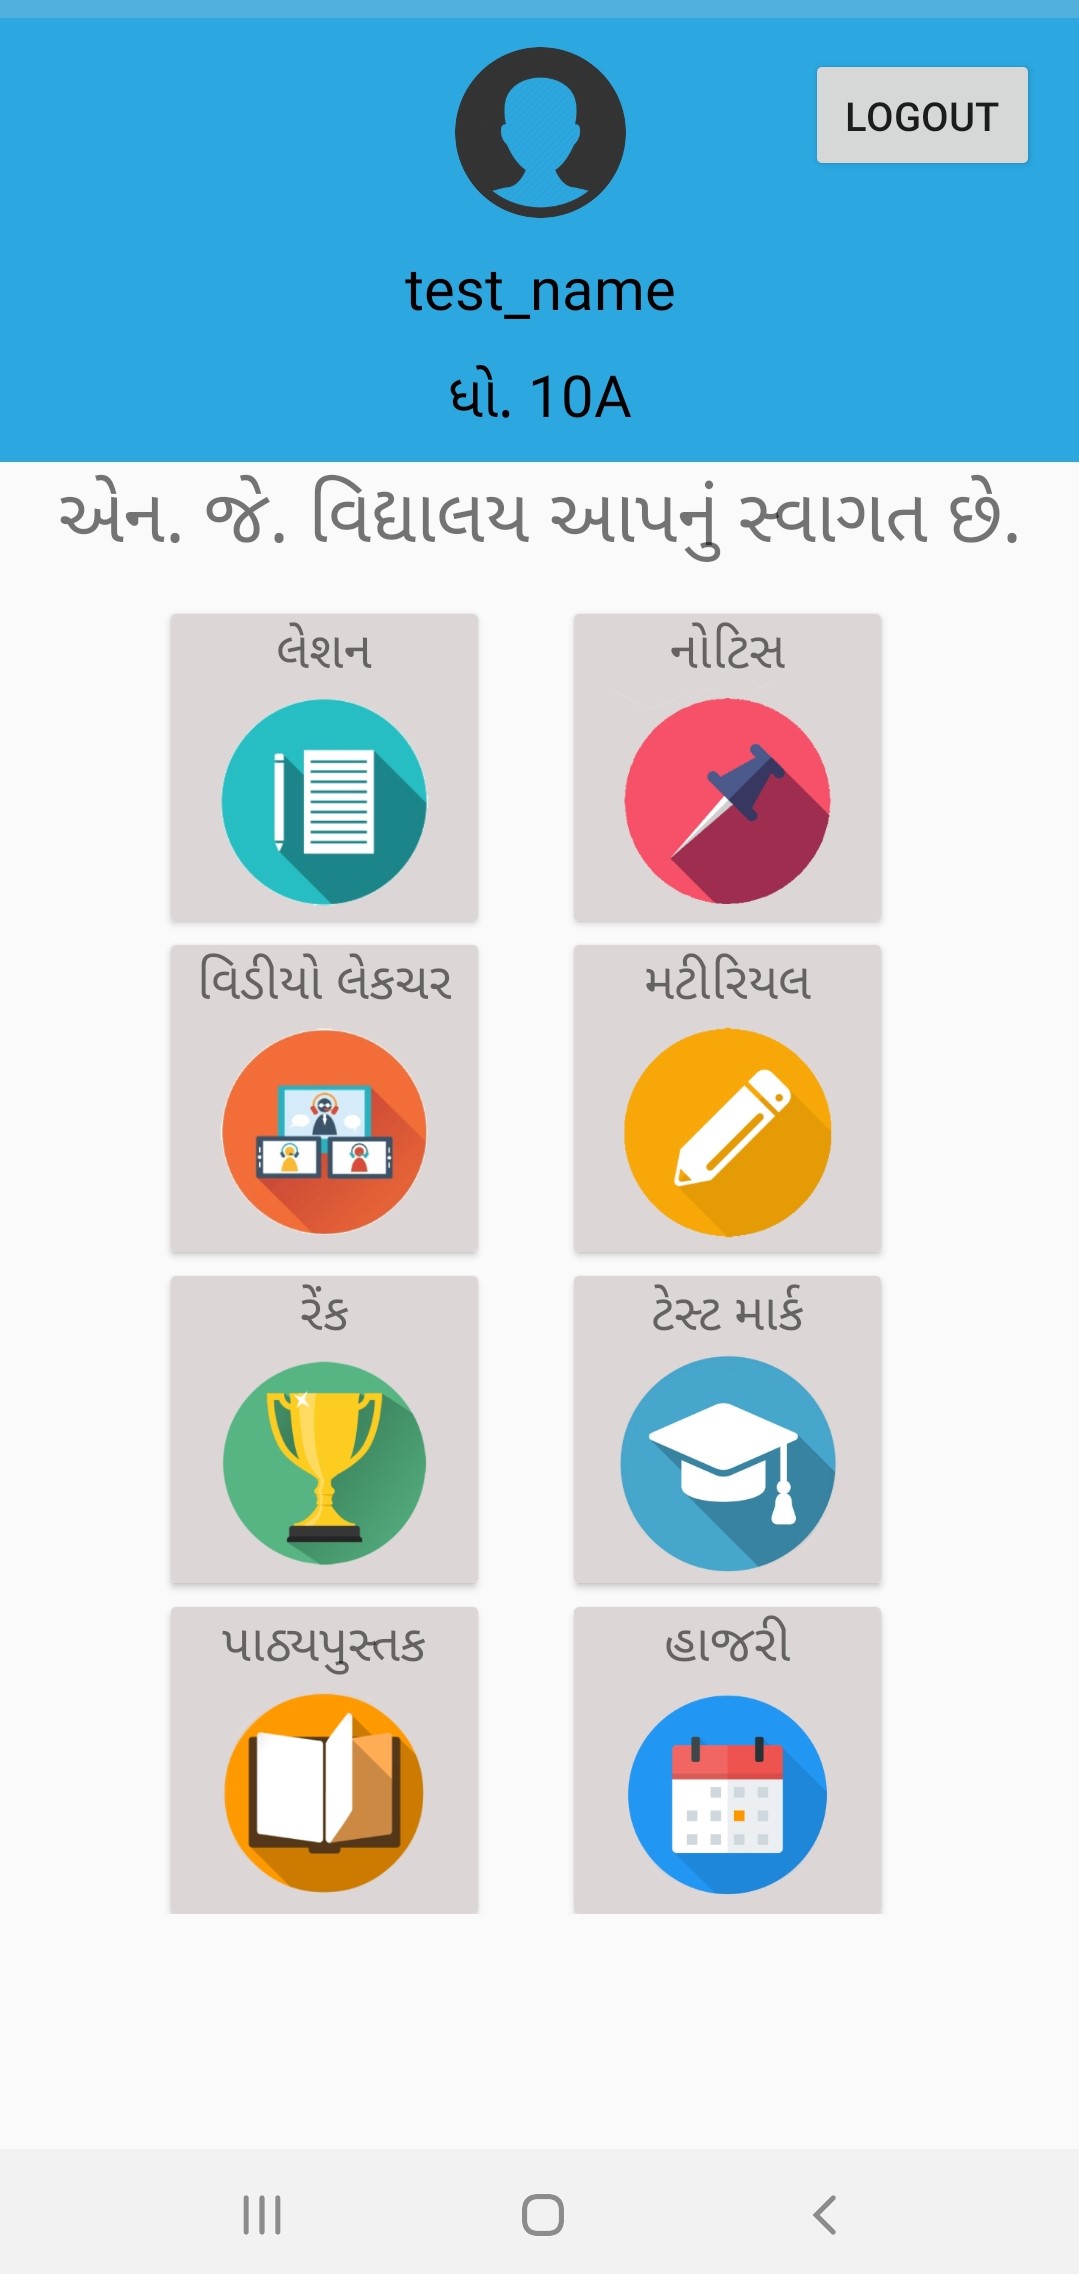 LOGOUT
test_name
ધો. 10A
એન. જે. વિદ્યાલય આપનું સ્વાગત છે.
લેશન
નોટિસ
વિડીયો લેક્ચર
મટીરિયલ
રેંક
ટેસ્ટ માર્ક
પાઠ્યપુસ્તક
હાજરી